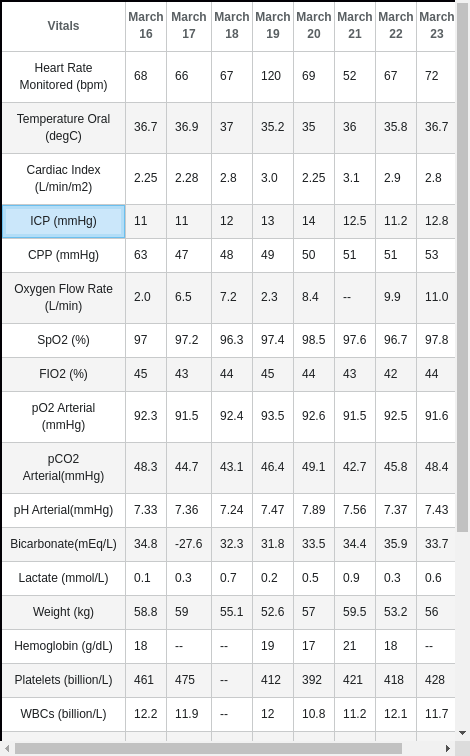 Vitals March 16 March 17 March 18 March 19 March 20 March 21 March 22 March 23
Heart Rate Monitored (bpm) 68 66 67 120 69 52 67 72
Temperature Oral (degC) 36.7 36.9 37 35.2 35 36 35.8 36.7
Cardiac Index (L/min/m2) 2.25 2.28 2.8 3.0 2.25 3.1 2.9 2.8
ICP (mmHg) 11 11 12 13 14 12.5 11.2 12.8
CPP (mmHg) 63 47 48 49 50 51 51 53
Oxygen Flow Rate (L/min) 2.0 6.5 7.2 2.3 8.4 -- 9.9 11.0
SpO2 (%) 97 97.2 96.3 97.4 98.5 97.6 96.7 97.8
FIO2 (%) 45 43 44 45 44 43 42 44
pO2 Arterial (mmHg) 92.3 91.5 92.4 93.5 92.6 91.5 92.5 91.6
pCO2 Arterial(mmHg) 48.3 44.7 43.1 46.4 49.1 42.7 45.8 48.4
pH Arterial(mmHg) 7.33 7.36 7.24 7.47 7.89 7.56 7.37 7.43
Bicarbonate(mEq/L) 34.8 -27.6 32.3 31.8 33.5 34.4 35.9 33.7
Lactate (mmol/L) 0.1 0.3 0.7 0.2 0.5 0.9 0.3 0.6
Weight (kg) 58.8 59 55.1 52.6 57 59.5 53.2 56
Hemoglobin (g/dL) 18 -- -- 19 17 21 18 --
Platelets (billion/L) 461 475 -- 412 392 421 418 428
WBCs (billion/L) 12.2 11.9 -- 12 10.8 11.2 12.1 11.7